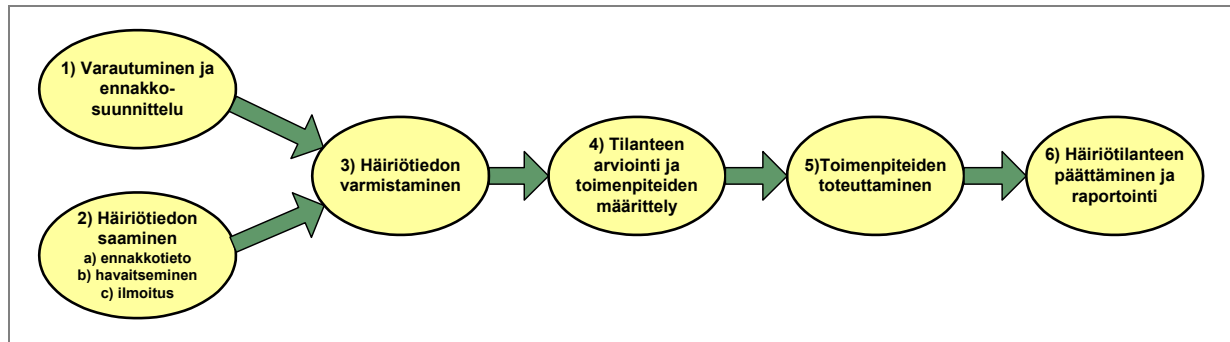 1) Varautuminen ja
ennakko-
suunnittelu
2) Häiriötiedon
saaminen
a) ennakkotieto
b) havaitseminen
c) ilmoitus
3) Häiriötiedon
varmistaminen
4) Tilanteen
arviointi ja
toimenpiteiden
määrittely
5)Toimenpiteiden
toteuttaminen
6) Häiriötilanteen
päättäminen ja
raportointi